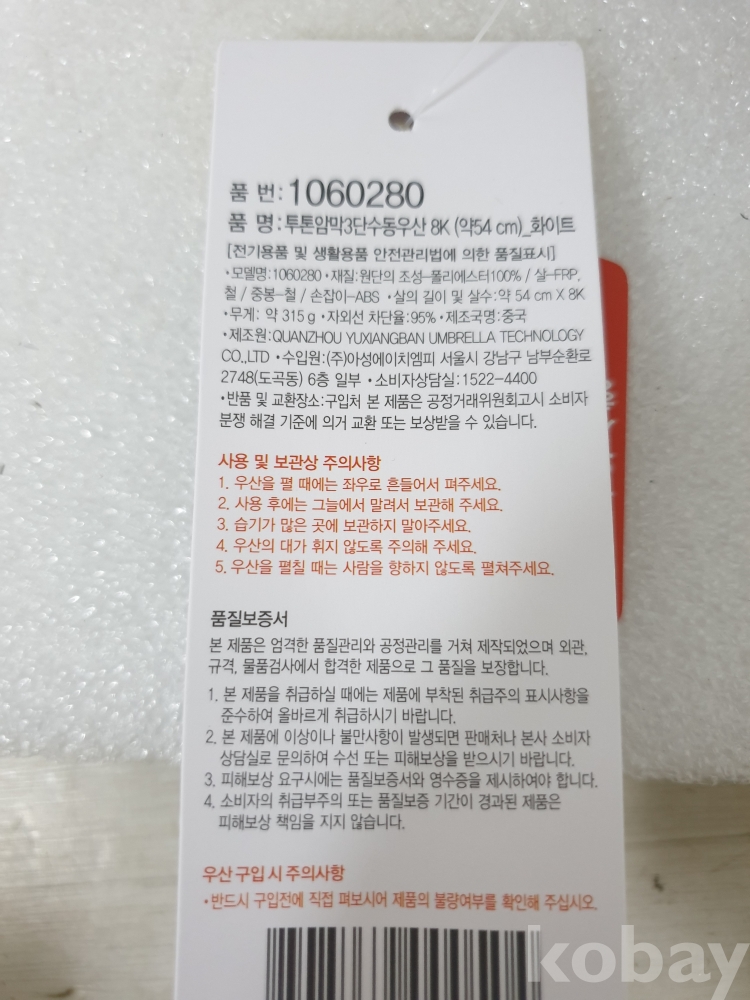 품 번: 1060280
품 명 : 투톤암막3단수동우산 8K (약54 cm)_화이트
[전기용품 및 생활용품 안전관리법에 의한 품질표시]
•모델명:1060280 •재질:원단의 조성-폴리에스터100% / 살-FRP,
철 / 중봉-철 / 손잡이-ABS •살의 길이 및 살수:약 54 cm X 8K
•무게: 약 315 g •자외선 차단율:95% •제조국명:중국
•제조원:QUANZHOU YUXIANGBAN UMBRELLA TECHNOLOGY
CO.,LTD •수입원:(주)아성에이치엠피 서울시 강남구 남부순환로
2748(도곡동) 6층 일부 •소비자상담실:1522-4400
•반품 및 교환장소:구입처 본 제품은 공정거래위원회고시 소비자
분쟁 해결 기준에 의거 교환 또는 보상받을 수 있습니다.
사용 및 보관상 주의사항
1. 우산을 펼 때에는 좌우로 흔들어서 펴주세요.
2. 사용 후에는 그늘에서 말려서 보관해 주세요.
3. 습기가 많은 곳에 보관하지 말아주세요.
4. 우산의 대가 휘지 않도록 주의해 주세요.
5. 우산을 펼칠 때는 사람을 향하지 않도록 펼쳐주세요.
품질보증서
본 제품은 엄격한 품질관리와 공정관리를 거쳐 제작되었으며 외관,
규격, 물품검사에서 합격한 제품으로 그 품질을 보장합니다.
1. 본 제품을 취급하실 때에는 제품에 부착된 취급주의 표시사항을
준수하여 올바르게 취급하시기 바랍니다.
2. 본 제품에 이상이나 불만사항이 발생되면 판매처나 본사 소비자
상담실로 문의하여 수선 또는 피해보상을 받으시기 바랍니다.
3. 피해보상 요구시에는 품질보증서와 영수증을 제시하여야 합니다.
4. 소비자의 취급부주의 또는 품질보증 기간이 경과된 제품은
피해보상 책임을 지지 않습니다.
우산 구입 시 주의사항
•반드시 구입전에 직접 펴보시어 제품의 불량여부를 확인해 주십시오.
kobay